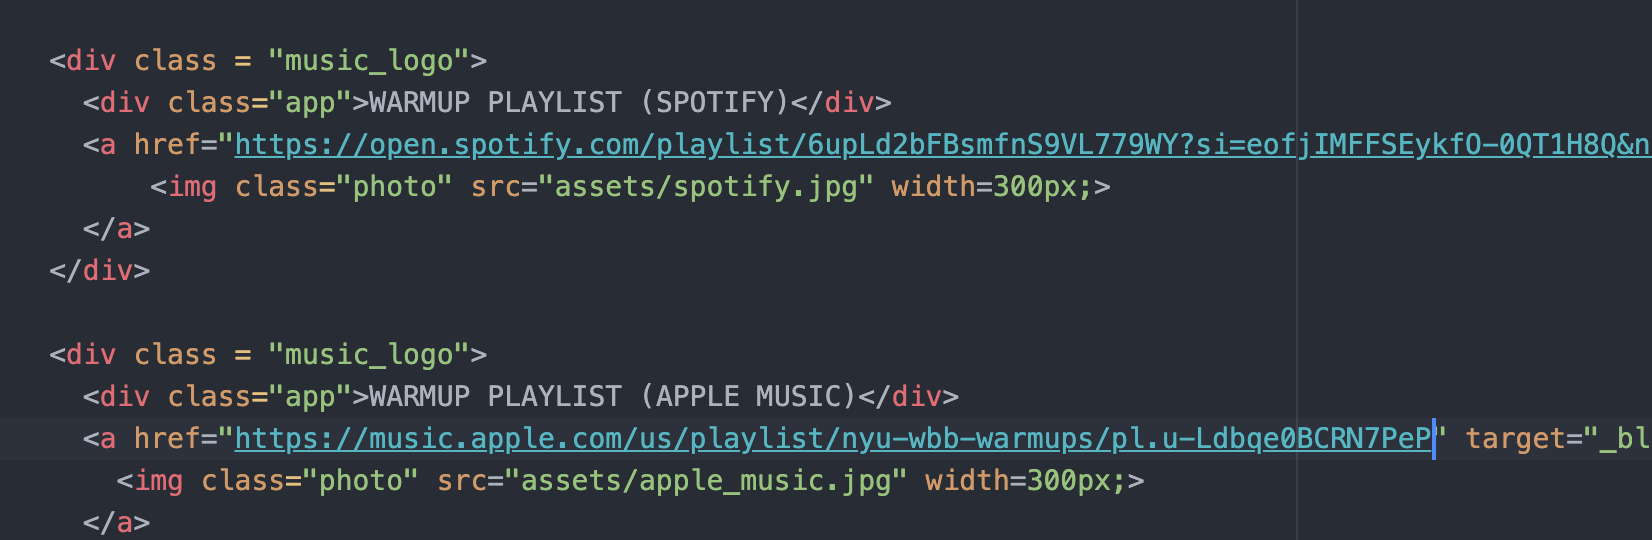 <div class = "music_logo">
<div class="app">WARMUP PLAYLIST (SPOTIFY)</div>
<a href="https://open.spotify.com/playlist/6upLd2bFBsmfnS9VL779WY?si=eofjIMFFSEykfO-0QT1H8Q&n
<img class="photo" src="assets/spotify.jpg" width=300px;>
</a>
</div>
<div class = "music_logo">
<div class="app">WARMUP PLAYLIST (APPLE MUSIC)</div>
<a href="https://music.apple.com/us/playlist/nyu-wbb-warmups/pl.u-Ldbqe0BCRN7PeP" target="_bl
<img class="photo" src="assets/apple_music.jpg" width=300px;>
</a>